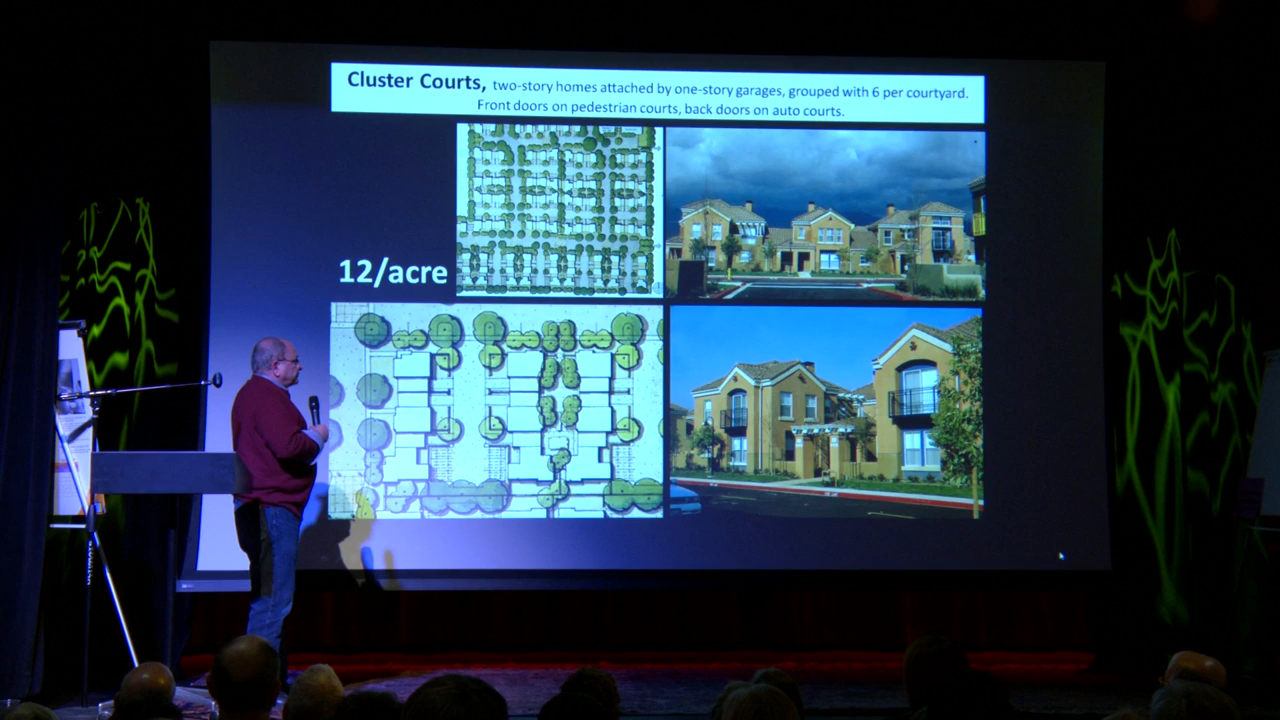 Cluster Courts, two-story homes attached by one-story garages, grouped with 6 per courtyard.
Front doors on pedestrian courts, back doors on auto courts.
12/acre
ULTIMATE